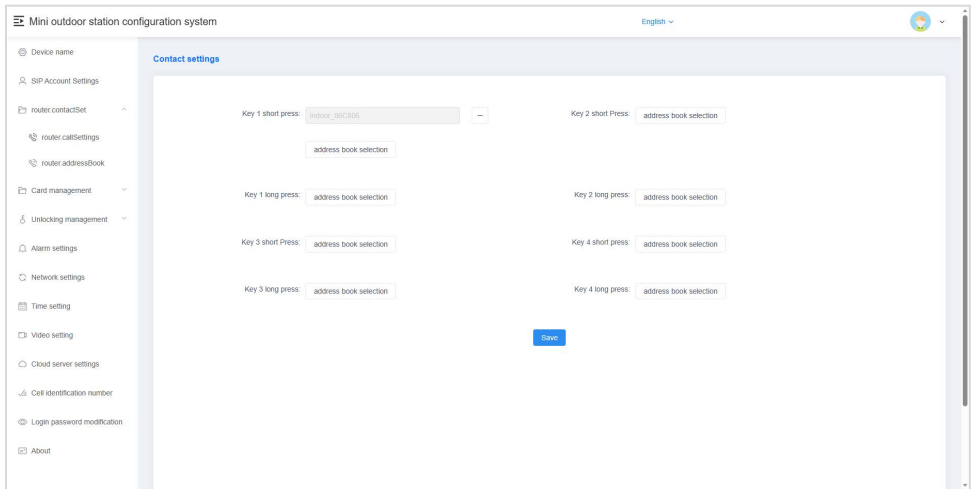 Mini outdoor station configuration system
English
Device name
SIP Account Settings
router.contactSet
router.callSettings
router.addressBook
Card management
Unlocking management
Alarm settings
Network settings
Time setting
Video setting
Cloud server settings
Cell identification number
Login password modification
About
Contact settings
Key 1 short press: Indoor_06C806 −
address book selection
Key 2 short Press: address book selection
Key 1 long press: address book selection
Key 2 long press: address book selection
Key 3 short Press: address book selection
Key 4 short press: address book selection
Key 3 long press: address book selection
Key 4 long press: address book selection
Save